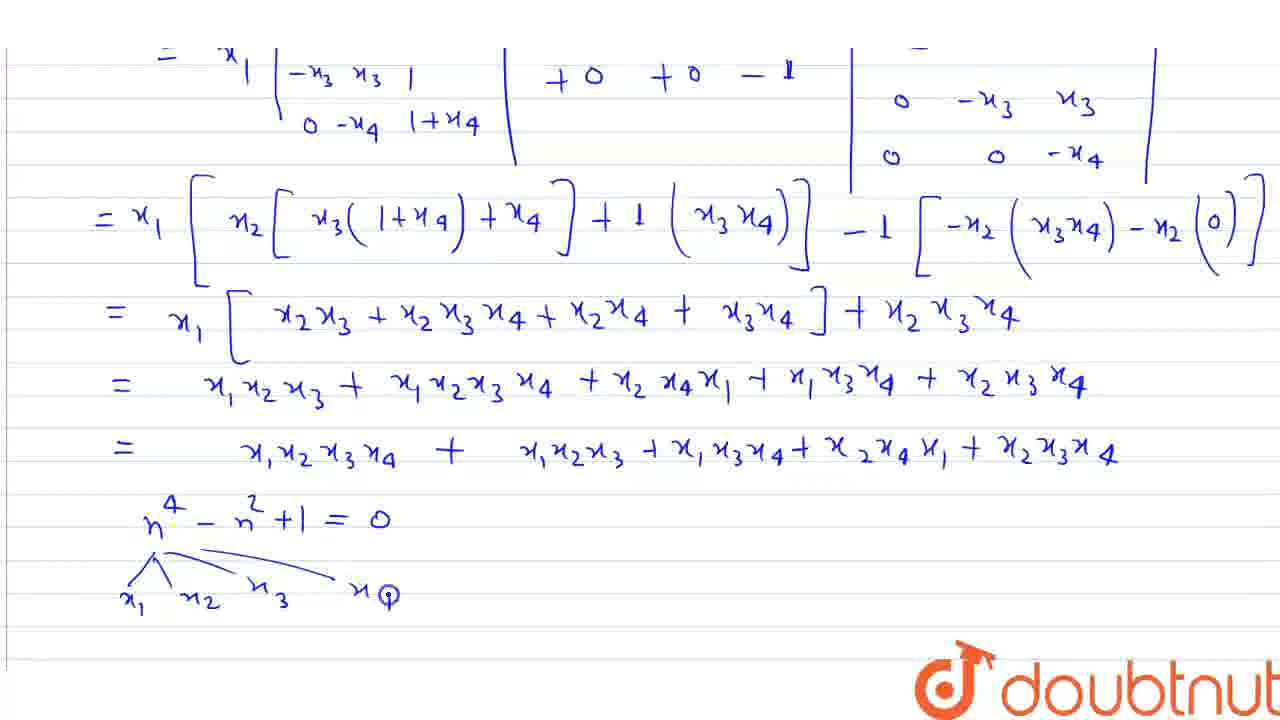 = x₁ | -x₃ x₃ 1 | + 0 + 0 - 1 | 0 -x₃ x₃ |
0 -x₄ 1+x₄ | 0 0 -x₄ |
= x₁ [ x₂ [ x₃ ( 1+x₄ ) + x₄ ] + 1 ( x₃x₄ ) ] - 1 [ -x₂ ( x₃x₄ ) - x₂ ( 0 ) ]
= x₁ [ x₂x₃ + x₂x₃x₄ + x₂x₄ + x₃x₄ ] + x₂x₃x₄
= x₁x₂x₃ + x₁x₂x₃x₄ + x₂x₄x₁ + x₁x₃x₄ + x₂x₃x₄
= x₁x₂x₃x₄ + x₁x₂x₃ + x₁x₃x₄ + x₂x₄x₁ + x₂x₃x₄
x⁴ - x² + 1 = 0
x₁ x₂ x₃ x
doubtnut